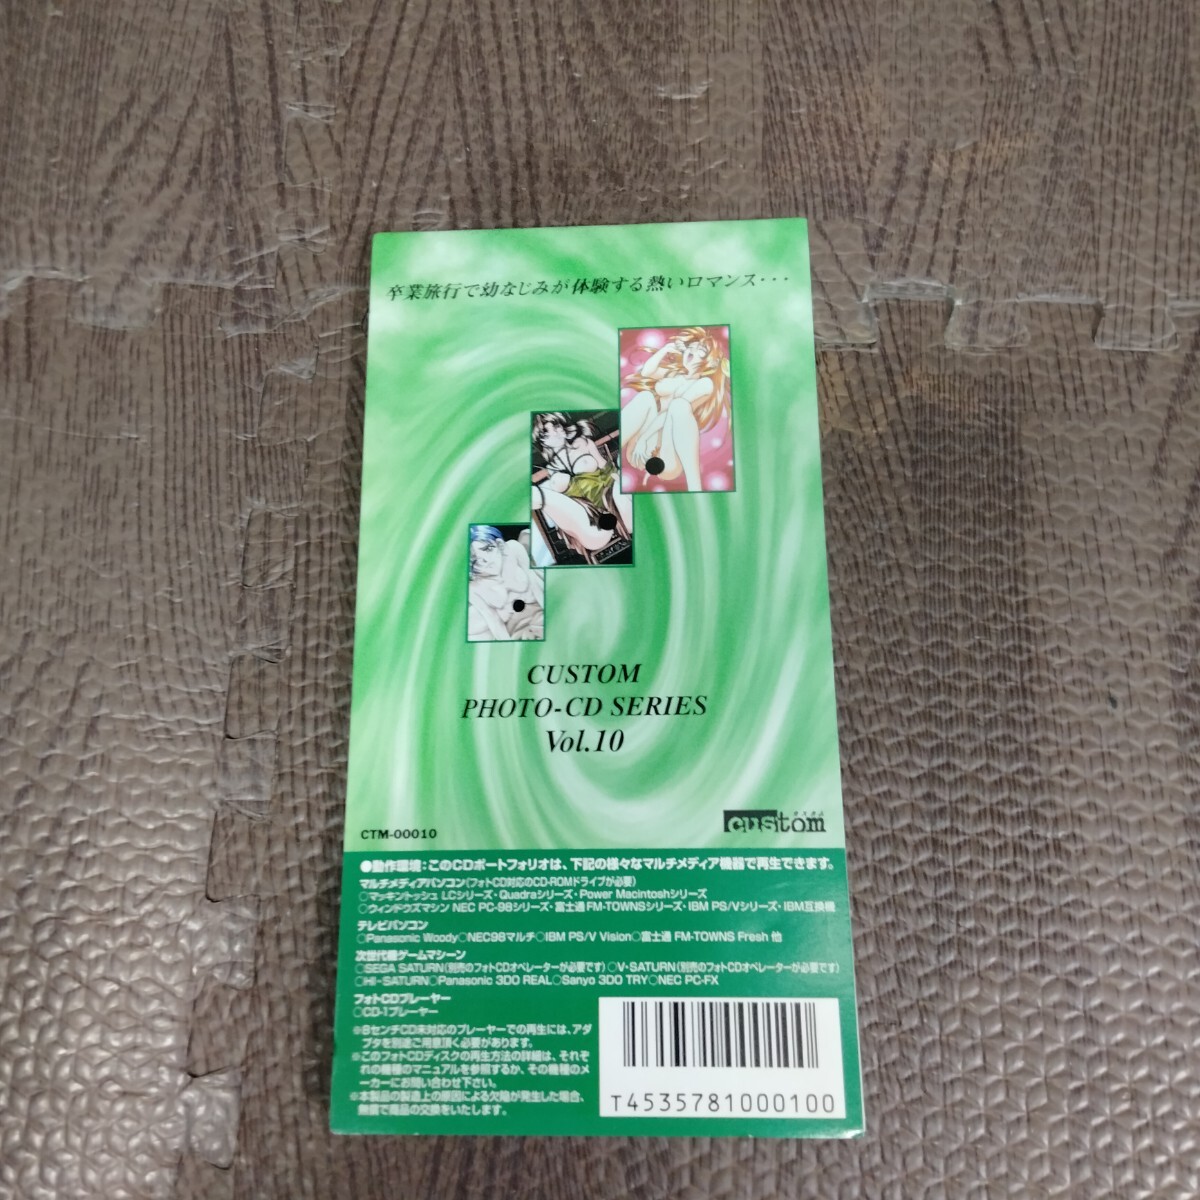 卒業旅行で幼なじみが体験する熱いロマンス・・・
CUSTOM
PHOTO-CD SERIES
Vol.10
カスタム
custom
CTM-00010
●動作環境：このCDポートフォリオは、下記の様々なマルチメディア機器で再生できます。
マルチメディアパソコン(フォトCD対応のCD-ROMドライブが必要)
○マッキントッシュ LCシリーズ・Quadraシリーズ・Power Macintoshシリーズ
○ウィンドウズマシン NEC PC-98シリーズ・富士通FM-TOWNSシリーズ・IBM PS/Vシリーズ・IBM互換機
テレビパソコン
○Panasonic Woody○NEC98マルチ○IBM PS/V Vision○富士通 FM-TOWNS Fresh 他
次世代機ゲームマシーン
○SEGA SATURN(別売のフォトCDオペレーターが必要です)○V・SATURN(別売のフォトCDオペレーターが必要です)
○HI-SATURN○Panasonic 3DO REAL○Sanyo 3DO TRY○NEC PC-FX
フォトCDプレーヤー
○CD-Iプレーヤー
※8センチCD未対応のプレーヤーでの再生には、アダ
プタを別途ご用意頂く必要があります。
※このフォトCDディスクの再生方法の詳細は、それぞ
れの機種のマニュアルを参照するか、その機種のメ
ーカーにお問い合わせ下さい。
※本製品の製造上の原因による欠陥が発生した場合、
無償で商品の交換をいたします。
T4535781000100